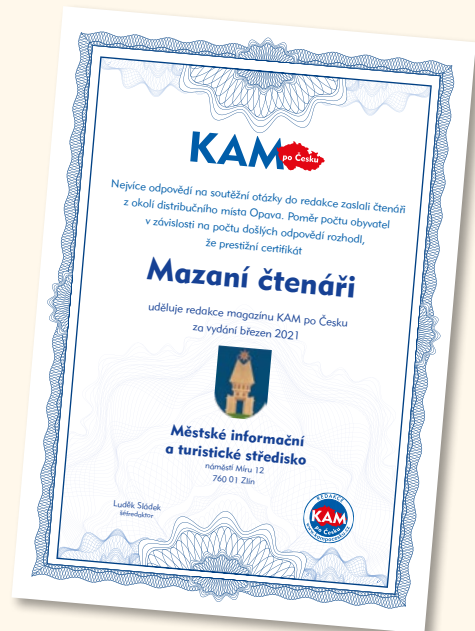 KAM
po Česku
Nejvíce odpovědí na soutěžní otázky do redakce zaslali čtenáři
z okolí distribučního místa Opava. Poměr počtu obyvatel
v závislosti na počtu došlých odpovědí rozhodl,
že prestižní certifikát
Mazaní čtenáři
uděluje redakce magazínu KAM po Česku
za vydání březen 2021
Městské informační
a turistické středisko
náměstí Míru 12
760 01 Zlín
Luděk Sládek
šéfredaktor
REDAKCE
KAM
po Česku